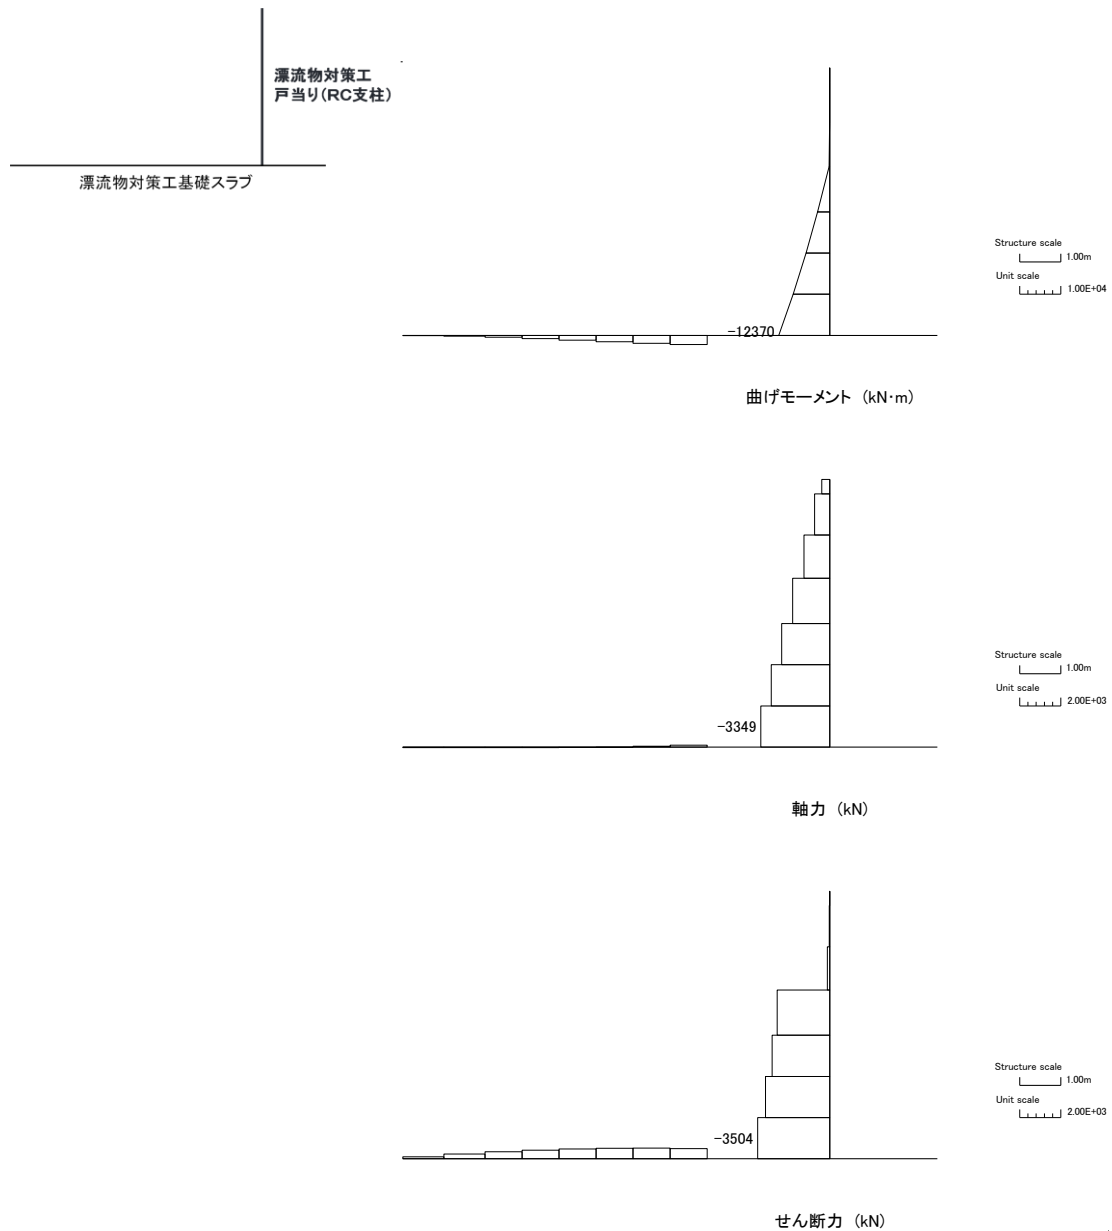 漂流物対策工
戸当り(RC支柱)
漂流物対策工基礎スラブ
Structure scale
1.00m
Unit scale
1.00E+04
-12370
曲げモーメント (kN･m)
Structure scale
1.00m
Unit scale
2.00E+03
-3349
軸力 (kN)
Structure scale
1.00m
Unit scale
2.00E+03
-3504
せん断力 (kN)